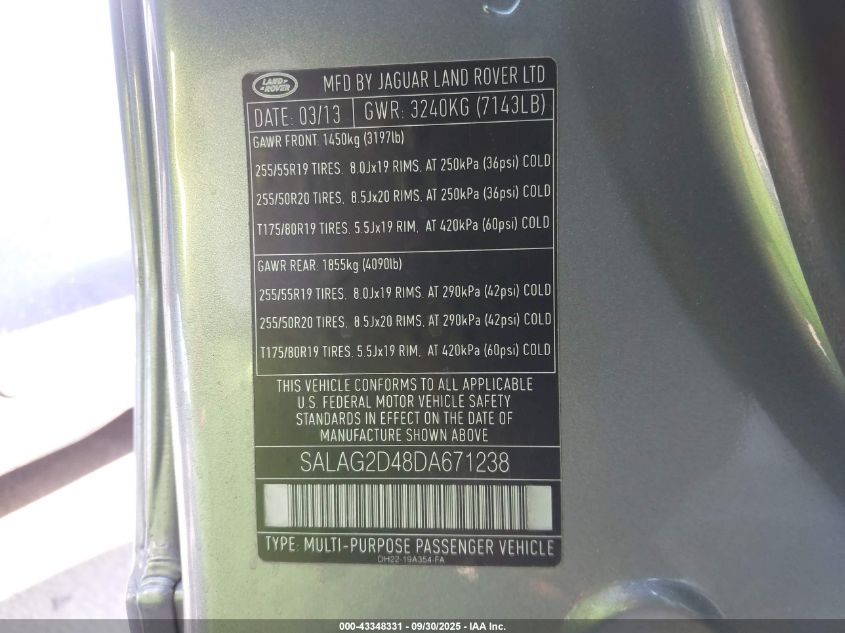 LAND ROVER
MFD BY JAGUAR LAND ROVER LTD
DATE: 03/13 GWR: 3240KG (7143LB)
GAWR FRONT: 1450kg (3197lb)
255/55R19 TIRES. 8.0Jx19 RIMS. AT 250kPa (36psi) COLD
255/50R20 TIRES, 8.5Jx20 RIMS, AT 250kPa (36psi) COLD
T175/80R19 TIRES. 5.5Jx19 RIM, AT 420kPa (60psi) COLD
GAWR REAR: 1855kg (4090lb)
255/55R19 TIRES. 8.0Jx19 RIMS. AT 290kPa (42psi) COLD
255/50R20 TIRES, 8.5Jx20 RIMS, AT 290kPa (42psi) COLD
T175/80R19 TIRES. 5.5Jx19 RIM, AT 420kPa (60psi) COLD
THIS VEHICLE CONFORMS TO ALL APPLICABLE
U.S. FEDERAL MOTOR VEHICLE SAFETY
STANDARDS IN EFFECT ON THE DATE OF
MANUFACTURE SHOWN ABOVE
SALAG2D48DA671238
TYPE: MULTI-PURPOSE PASSENGER VEHICLE
DH22-19A354-FA
000-43348331 - 09/30/2025 - IAA Inc.